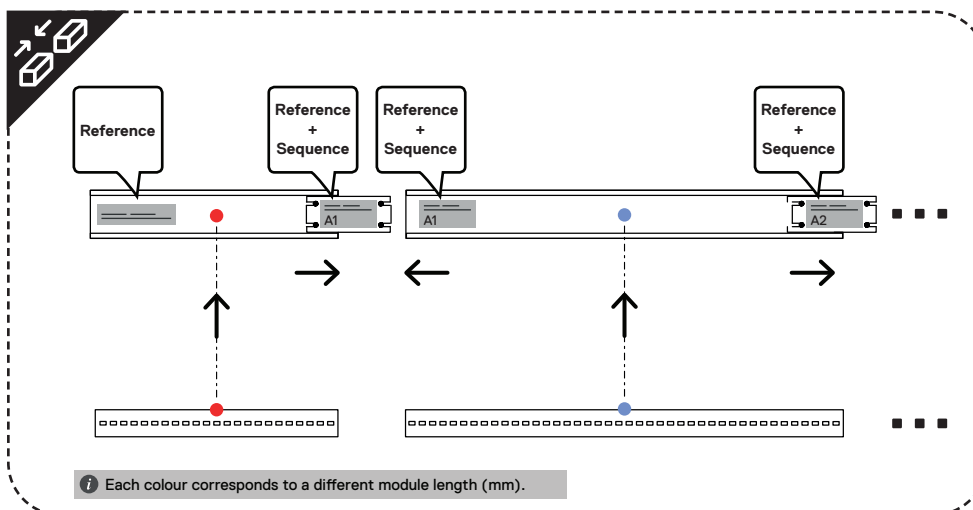 Reference
Reference
+
Sequence
Reference
+
Sequence
Reference
+
Sequence
A1
A1
A2
i Each colour corresponds to a different module length (mm).